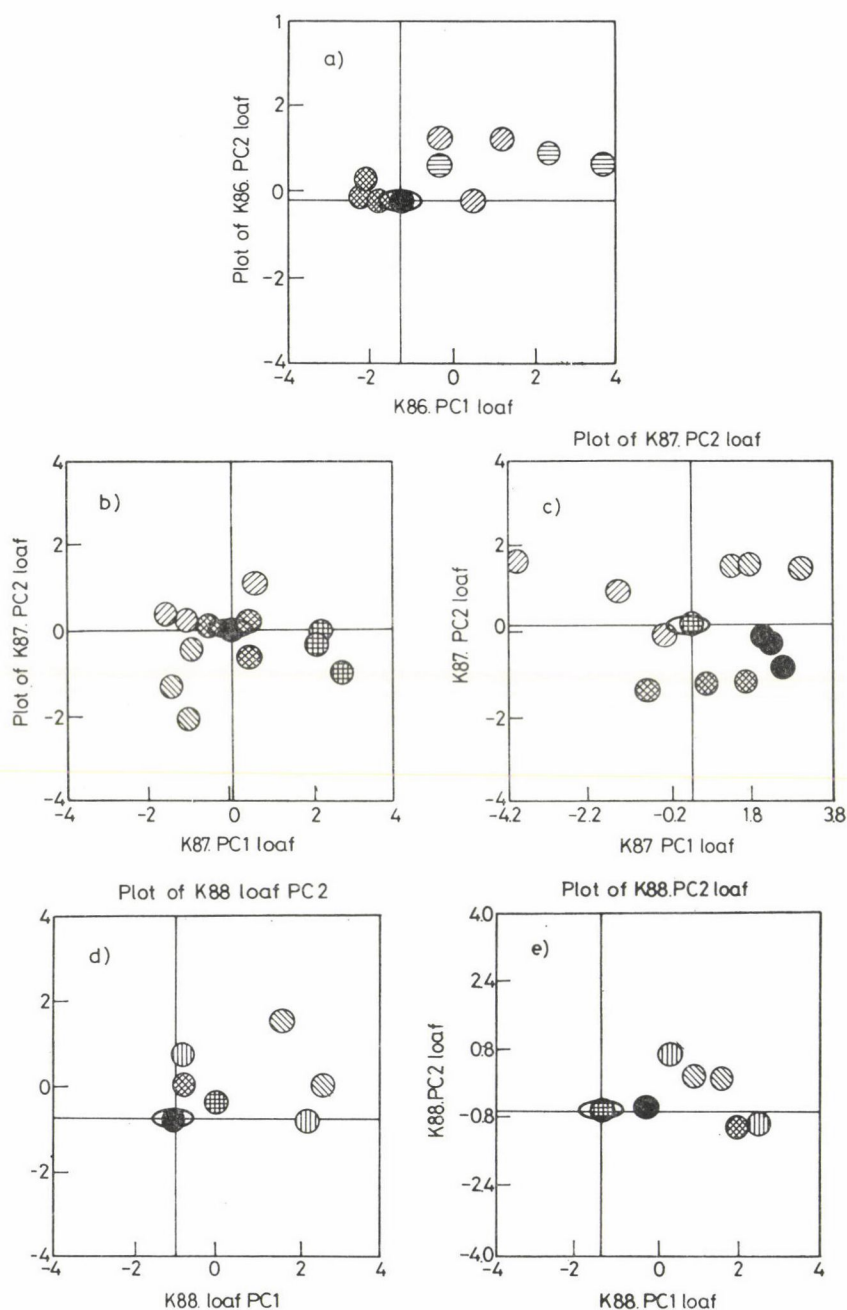 1
a)
2
0
−2
−4
Plot of K86. PC2 loaf
−4
−2
0
2
4
K86. PC1 loaf
4
b)
2
0
−2
−4
Plot of K87. PC2 loaf
−4
−2
0
2
4
K87. PC1 loaf
Plot of K87. PC2 loaf
4
c)
2
0
−2
K87. PC2 loaf
−4.2
−2.2
−0.2
1.8
3.8
K87 PC1 loaf
Plot of K88 loaf PC2
4
d)
2
0
−2
−4
−4
−2
0
2
4
K88. loaf PC1
Plot of K88.PC2 loaf
4.0
e)
2.4
0.8
−0.8
−2.4
−4.0
K88.PC2 loaf
−4
−2
0
2
4
K88.PC1 loaf